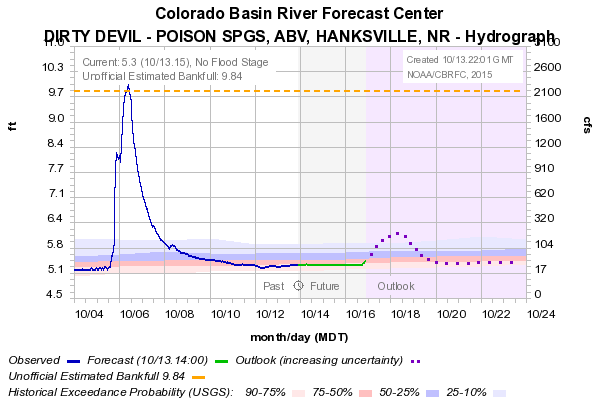 Colorado Basin River Forecast Center
DIRTY DEVIL - POISON SPGS, ABV, HANKSVILLE, NR - Hydrograph
11.0 3100
Current: 5.3 (10/13.15), No Flood Stage
Unofficial Estimated Bankfull: 9.84
Created 10/13.22:01 GMT
NOAA/CBRFC, 2015
10.3 2600
9.7 2100
9.0 1600
8.4 1200
7.7 910
7.1 620
6.4 320
5.8 104
5.1 17
4.5 0
ft
cfs
Past Future Outlook
10/04 10/06 10/08 10/10 10/12 10/14 10/16 10/18 10/20 10/22 10/24
month/day (MDT)
Observed Forecast (10/13.14:00) Outlook (increasing uncertainty)
Unofficial Estimated Bankfull 9.84
Historical Exceedance Probability (USGS): 90-75% 75-50% 50-25% 25-10%